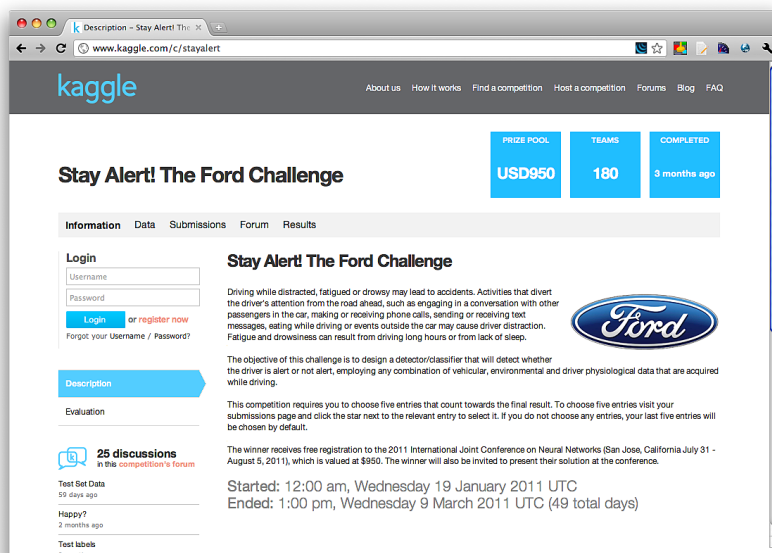 Description – Stay Alert! The
www.kaggle.com/c/stayalert
kaggle
About us How it works Find a competition Host a competition Forums Blog FAQ
Stay Alert! The Ford Challenge
PRIZE POOL
USD950
TEAMS
180
COMPLETED
3 months ago
Information Data Submissions Forum Results
Login
Username
Password
Login or register now
Forgot your Username / Password?
Description
Evaluation
25 discussions
in this competition's forum
Test Set Data
59 days ago
Happy?
2 months ago
Test labels
Stay Alert! The Ford Challenge
Driving while distracted, fatigued or drowsy may lead to accidents. Activities that divert
the driver's attention from the road ahead, such as engaging in a conversation with other
passengers in the car, making or receiving phone calls, sending or receiving text
messages, eating while driving or events outside the car may cause driver distraction.
Fatigue and drowsiness can result from driving long hours or from lack of sleep.
Ford
The objective of this challenge is to design a detector/classifier that will detect whether
the driver is alert or not alert, employing any combination of vehicular, environmental and driver physiological data that are acquired
while driving.
This competition requires you to choose five entries that count towards the final result. To choose five entries visit your
submissions page and click the star next to the relevant entry to select it. If you do not choose any entries, your last five entries will
be chosen by default.
The winner receives free registration to the 2011 International Joint Conference on Neural Networks (San Jose, California July 31 -
August 5, 2011), which is valued at $950. The winner will also be invited to present their solution at the conference.
Started: 12:00 am, Wednesday 19 January 2011 UTC
Ended: 1:00 pm, Wednesday 9 March 2011 UTC (49 total days)